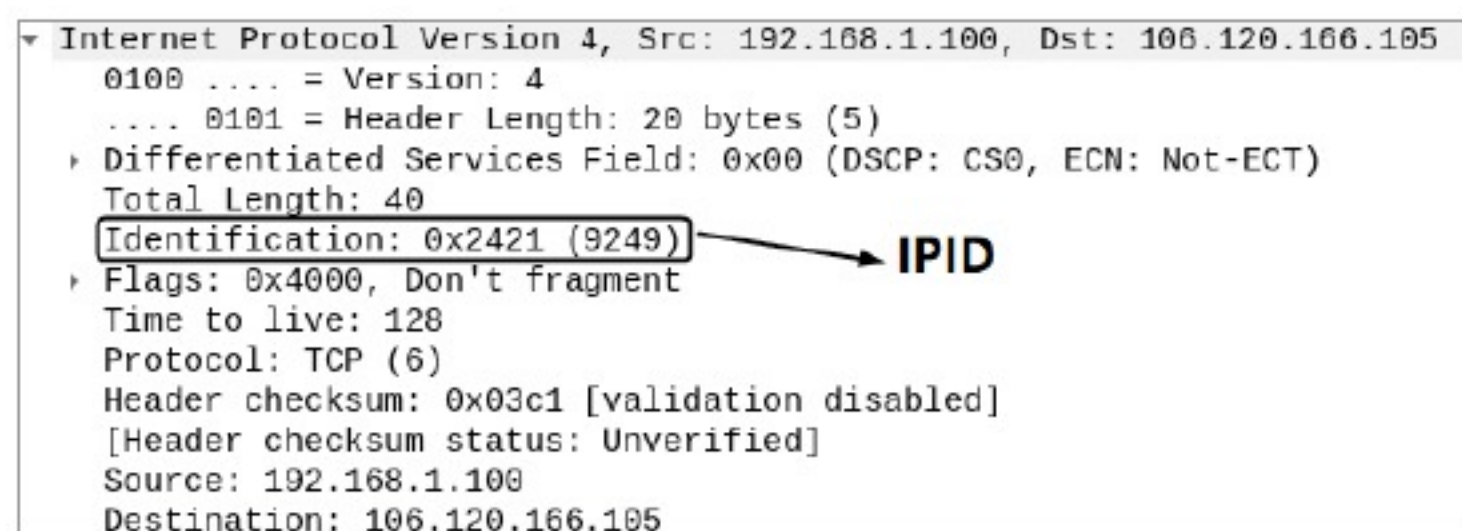 Internet Protocol Version 4, Src: 192.168.1.100, Dst: 106.120.166.105
0100 .... = Version: 4
.... 0101 = Header Length: 20 bytes (5)
Differentiated Services Field: 0x00 (DSCP: CS0, ECN: Not-ECT)
Total Length: 40
Identification: 0x2421 (9249)
IPID
Flags: 0x4000, Don't fragment
Time to live: 128
Protocol: TCP (6)
Header checksum: 0x03c1 [validation disabled]
[Header checksum status: Unverified]
Source: 192.168.1.100
Destination: 106.120.166.105